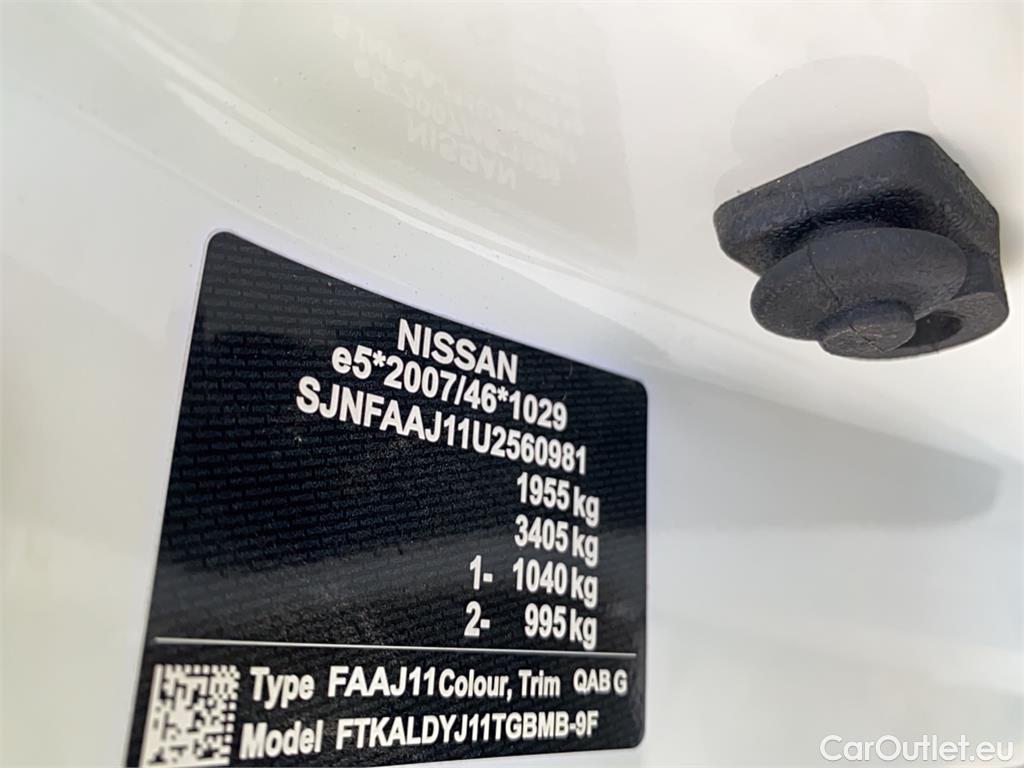 NISSAN
e5*2007/46*1029
SJNFAAJ11U2560981
1955 kg
3405 kg
1- 1040 kg
2- 995 kg
Type FAAJ11 Colour, Trim QAB G
Model FTKALDYJ11TGBMB-9F
CarOutlet.eu